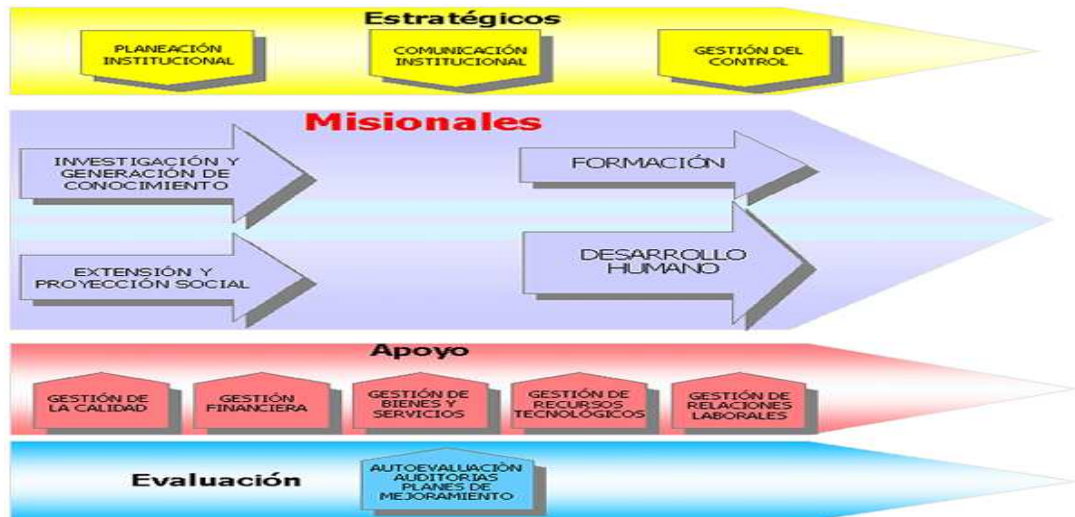 Estratégicos
PLANEACIÓN
INSTITUCIONAL
COMUNICACIÓN
INSTITUCIONAL
GESTIÓN DEL
CONTROL
Misionales
INVESTIGACIÓN Y
GENERACIÓN DE
CONOCIMIENTO
FORMACIÓN
EXTENSIÓN Y
PROYECCIÓN SOCIAL
DESARROLLO
HUMANO
Apoyo
GESTIÓN DE
LA CALIDAD
GESTIÓN
FINANCIERA
GESTIÓN DE
BIENES Y
SERVICIOS
GESTIÓN DE
RECURSOS
TECNOLÓGICOS
GESTIÓN DE
RELACIONES
LABORALES
Evaluación
AUTOEVALUACIÒN
AUDITORIAS
PLANES DE
MEJORAMIENTO